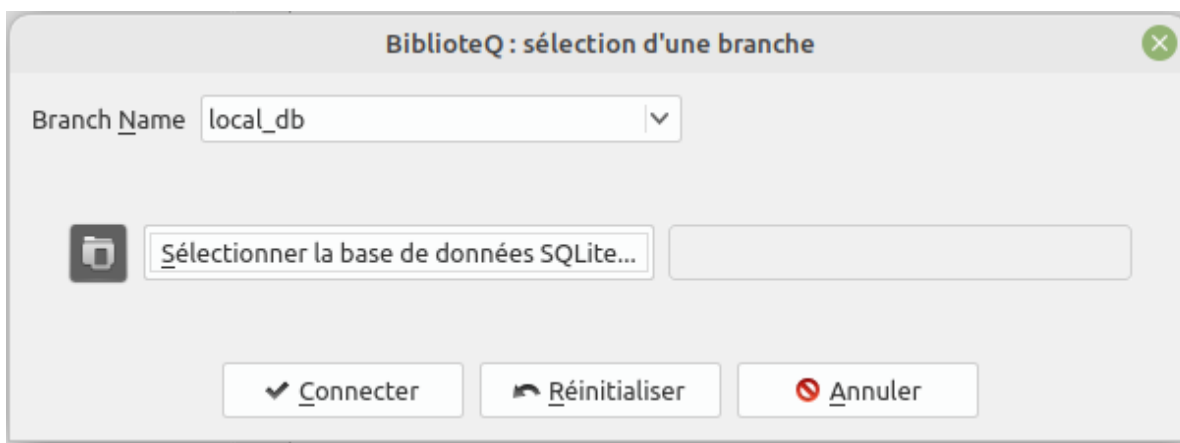 BiblioteQ : sélection d'une branche
Branch Name local_db
Sélectionner la base de données SQLite...
Connecter Réinitialiser Annuler